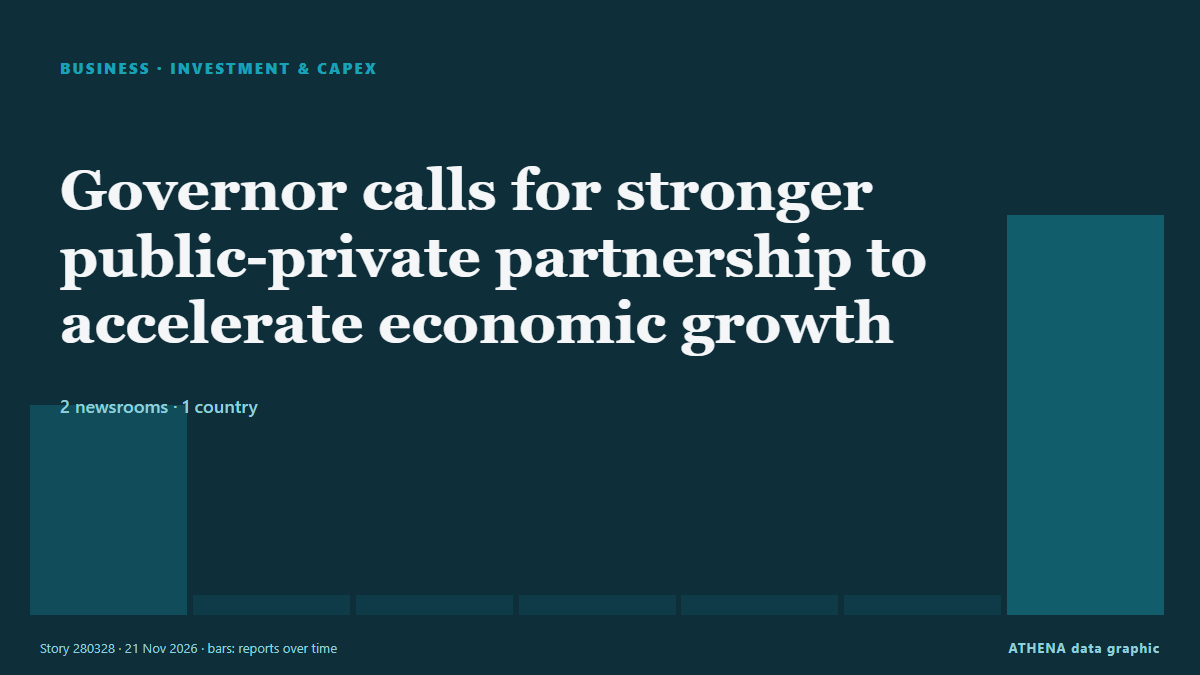 BUSINESS · INVESTMENT & CAPEX
Governor calls for stronger
public-private partnership to
accelerate economic growth
2 newsrooms · 1 country
Story 280328 · 21 Nov 2026 · bars: reports over time
ATHENA data graphic